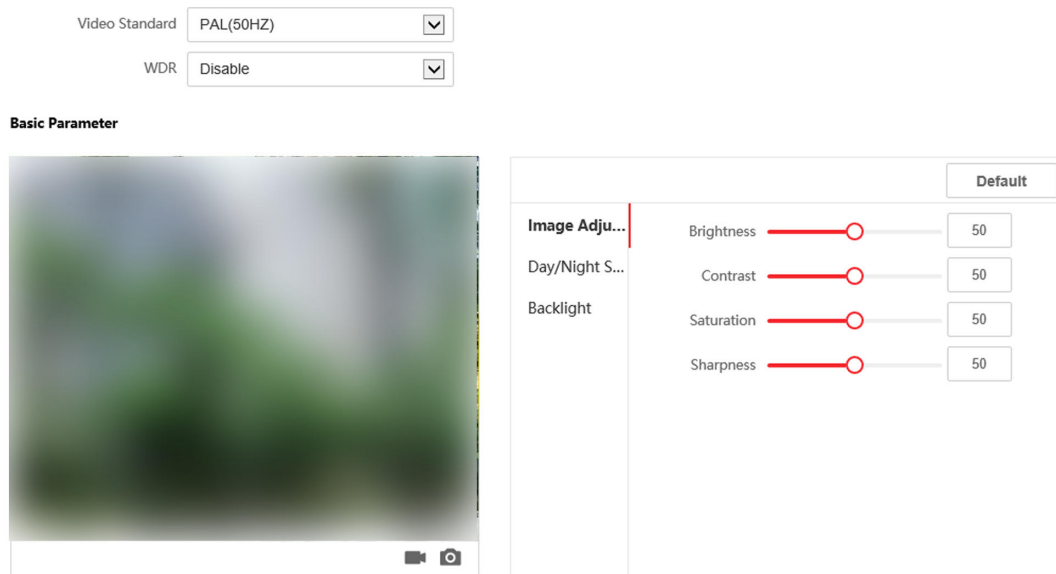 Video Standard PAL(50HZ)
WDR Disable
Basic Parameter
Default
Image Adju...
Day/Night S...
Backlight
Brightness 50
Contrast 50
Saturation 50
Sharpness 50